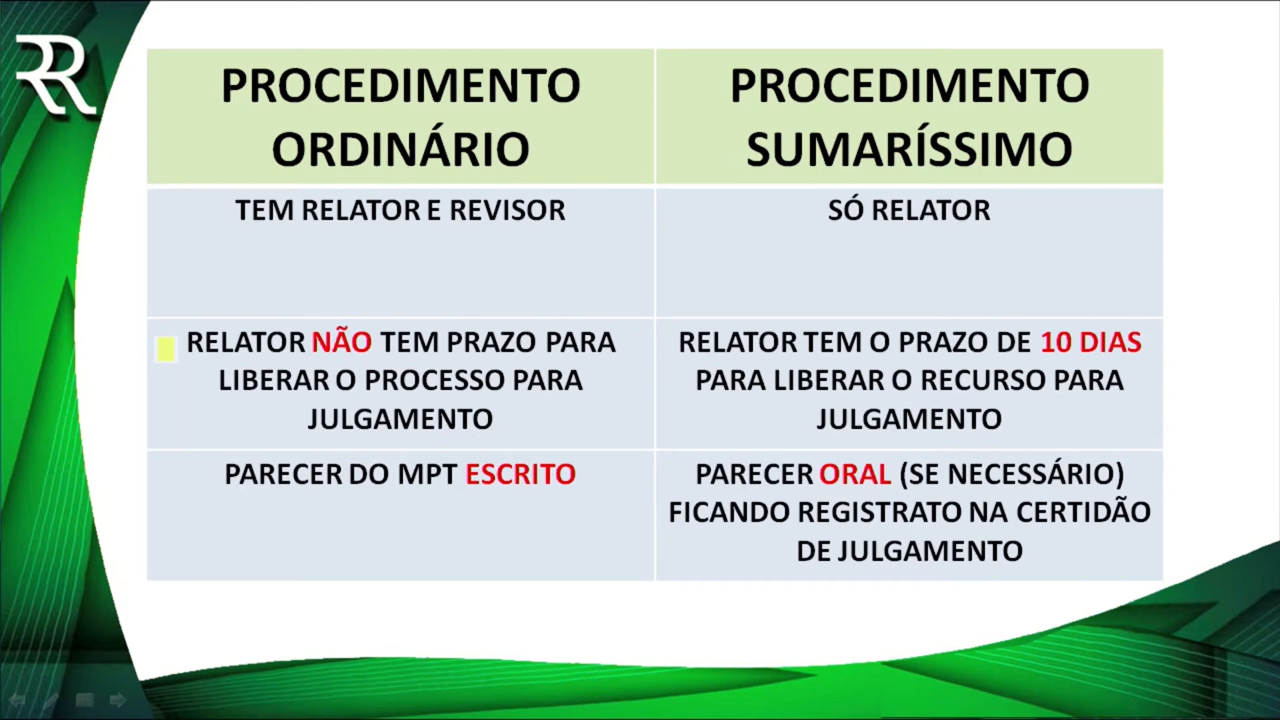 PROCEDIMENTO
ORDINÁRIO
PROCEDIMENTO
SUMARÍSSIMO
TEM RELATOR E REVISOR
SÓ RELATOR
RELATOR NÃO TEM PRAZO PARA
LIBERAR O PROCESSO PARA
JULGAMENTO
RELATOR TEM O PRAZO DE 10 DIAS
PARA LIBERAR O RECURSO PARA
JULGAMENTO
PARECER DO MPT ESCRITO
PARECER ORAL (SE NECESSÁRIO)
FICANDO REGISTRATO NA CERTIDÃO
DE JULGAMENTO